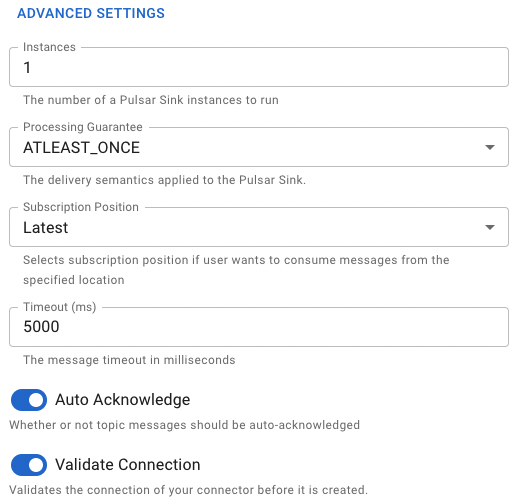 ADVANCED SETTINGS
Instances
1
The number of a Pulsar Sink instances to run
Processing Guarantee
ATLEAST_ONCE
The delivery semantics applied to the Pulsar Sink.
Subscription Position
Latest
Selects subscription position if user wants to consume messages from the
specified location
Timeout (ms)
5000
The message timeout in milliseconds
Auto Acknowledge
Whether or not topic messages should be auto-acknowledged
Validate Connection
Validates the connection of your connector before it is created.